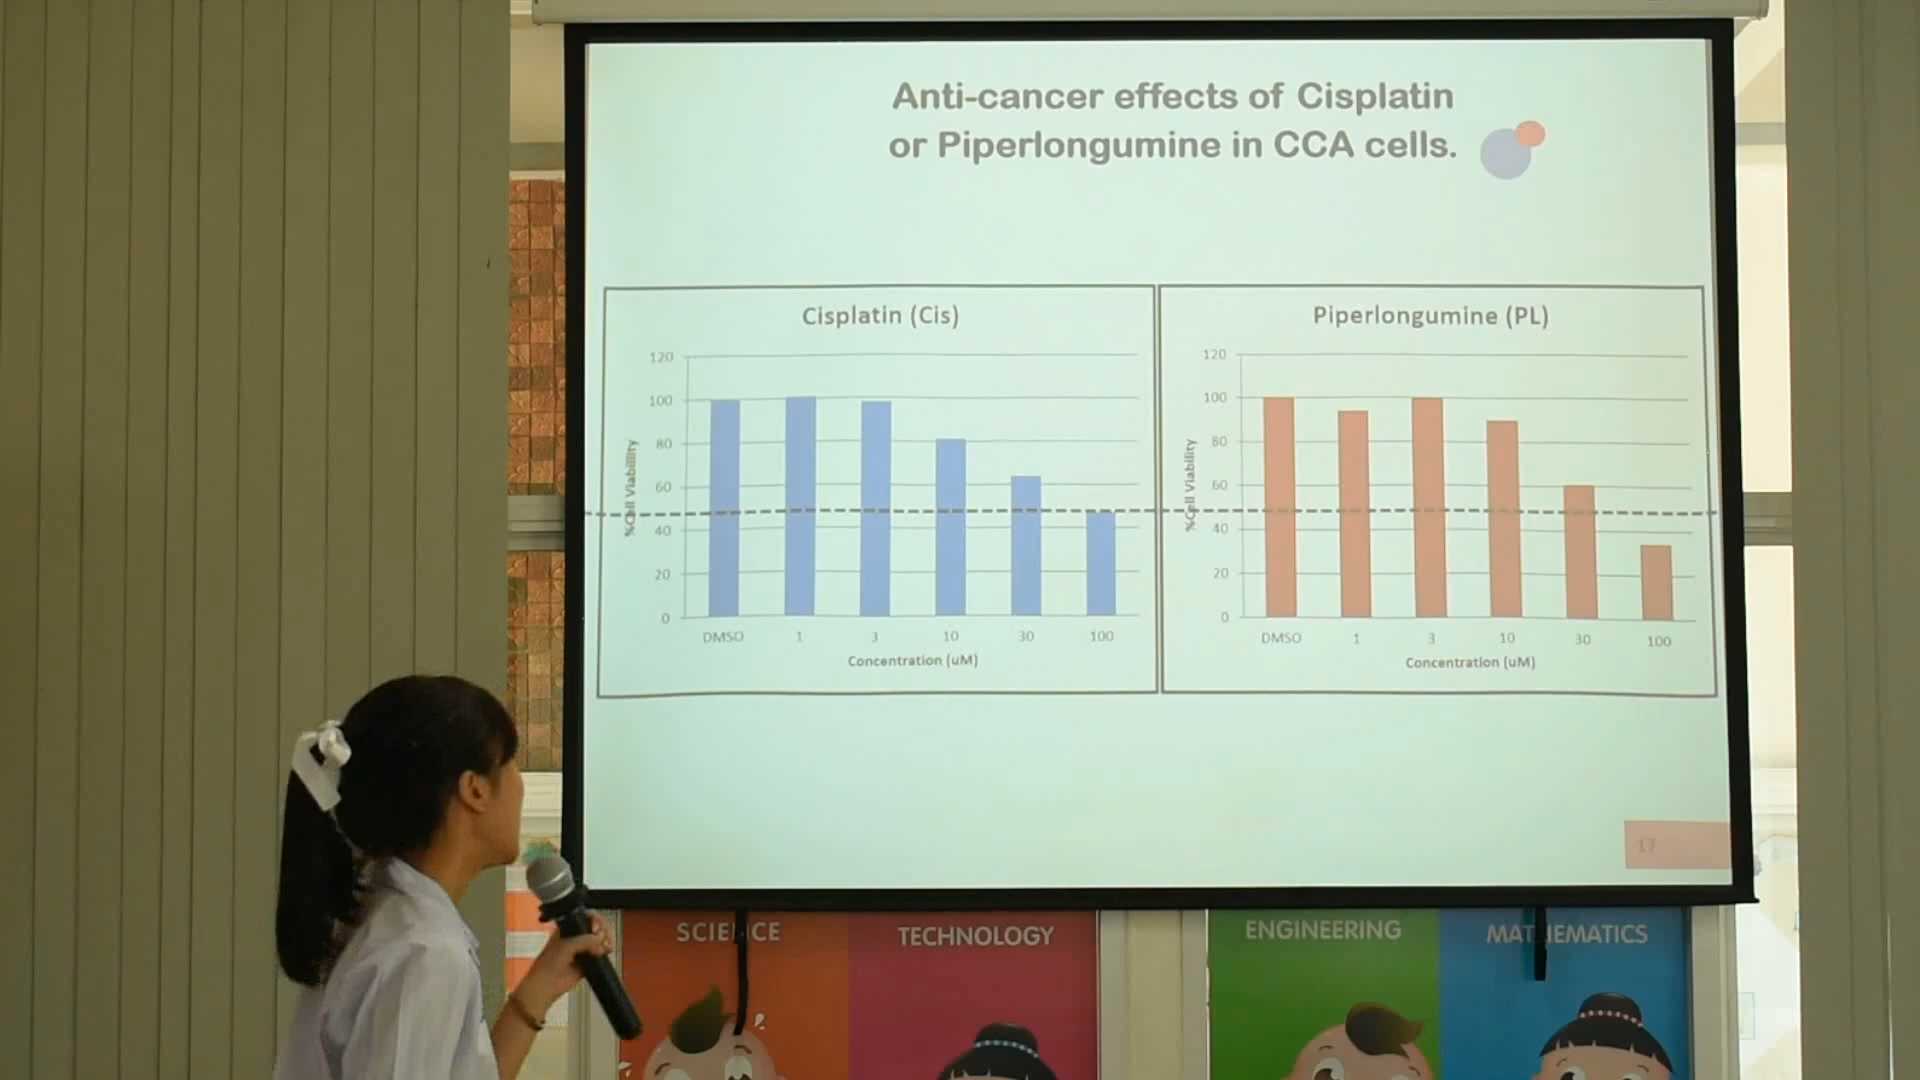 Anti-cancer effects of Cisplatin
or Piperlongumine in CCA cells.
Cisplatin (Cis)
120
100
80
60
40
20
0
%Cell Viability
DMSO 1 3 10 30 100
Concentration (uM)
Piperlongumine (PL)
120
100
80
60
40
20
0
%Cell Viability
DMSO 1 3 10 30 100
Concentration (uM)
17
SCIENCE
TECHNOLOGY
ENGINEERING
MATHEMATICS